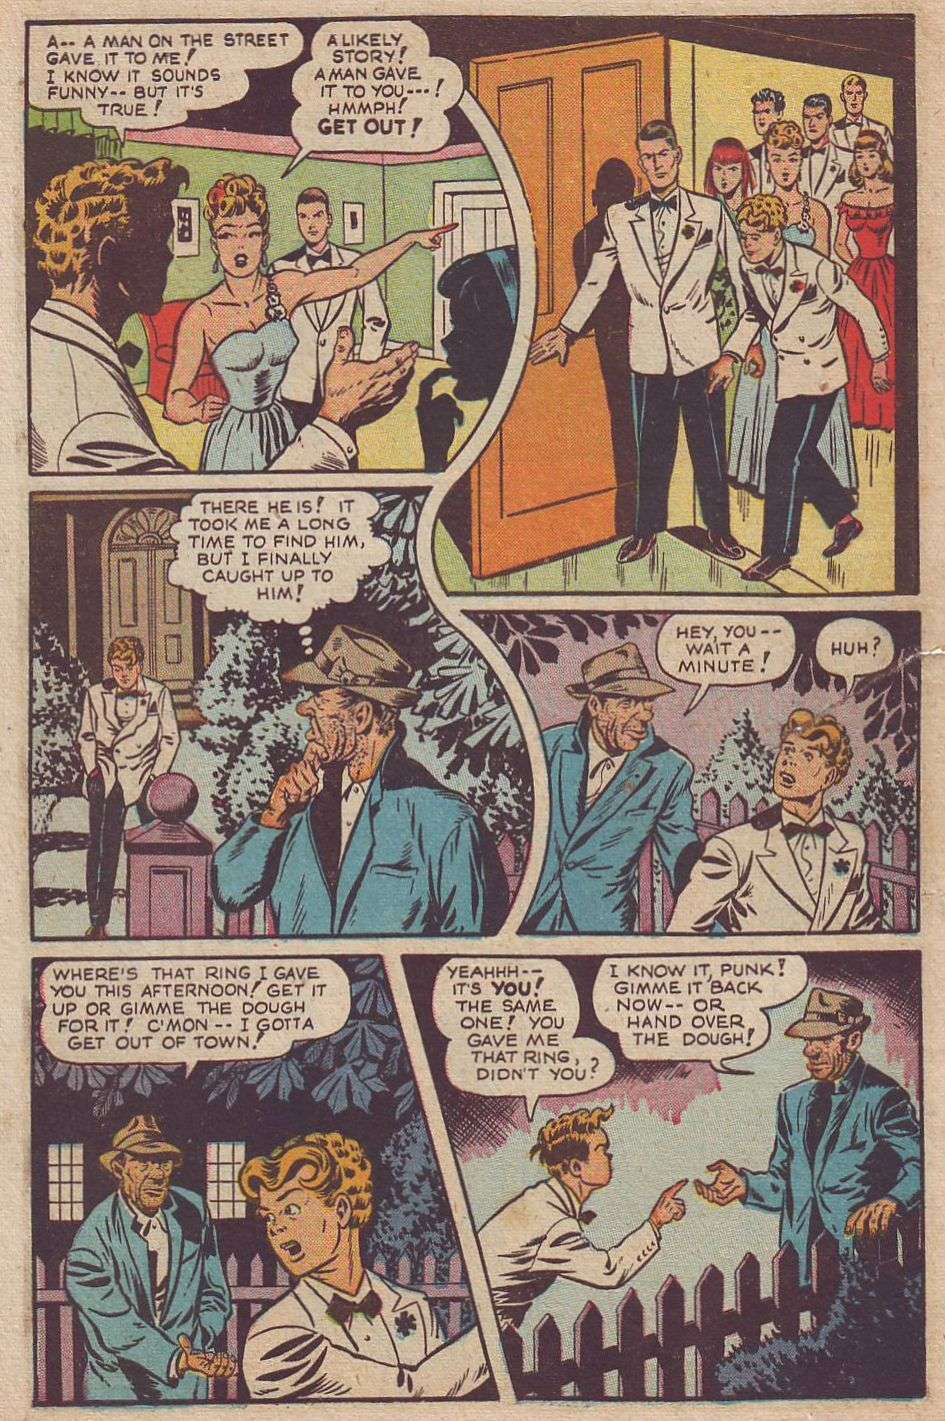 A-- A MAN ON THE STREET
GAVE IT TO ME!
I KNOW IT SOUNDS
FUNNY-- BUT IT'S
TRUE!
A LIKELY
STORY!
A MAN GAVE
IT TO YOU---!
HMMPH!
GET OUT!
THERE HE IS! IT
TOOK ME A LONG
TIME TO FIND HIM,
BUT I FINALLY
CAUGHT UP TO
HIM!
HEY, YOU--
WAIT A
MINUTE!
HUH?
WHERE'S THAT RING I GAVE
YOU THIS AFTERNOON! GET IT
UP OR GIMME THE DOUGH
FOR IT! C'MON -- I GOTTA
GET OUT OF TOWN!
YEAHHH--
IT'S YOU!
THE SAME
ONE! YOU
GAVE ME
THAT RING,
DIDN'T YOU?
I KNOW IT, PUNK!
GIMME IT BACK
NOW-- OR
HAND OVER
THE DOUGH!